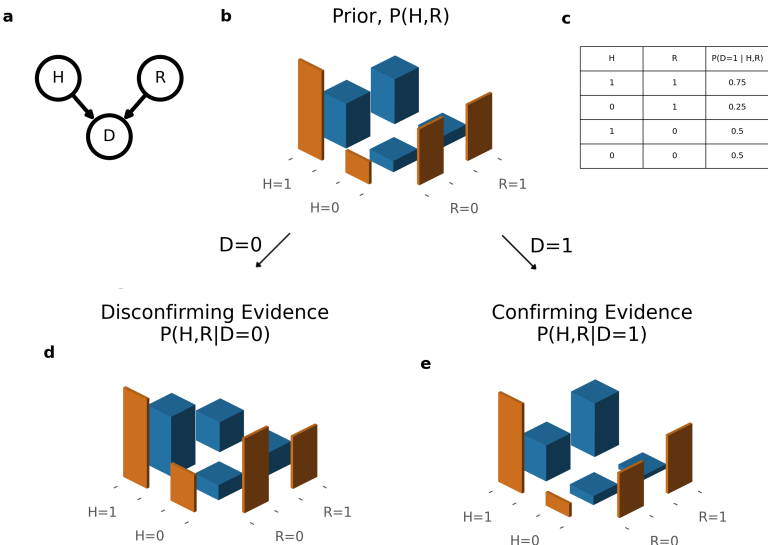 a
b
Prior, P(H,R)
c
H
R
D
H R P(D=1 | H,R)
1 1 0.75
0 1 0.25
1 0 0.5
0 0 0.5
H=1
H=0
R=0
R=1
D=0
D=1
Disconfirming Evidence
P(H,R|D=0)
Confirming Evidence
P(H,R|D=1)
d
e
H=1
H=0
R=0
R=1
H=1
H=0
R=0
R=1